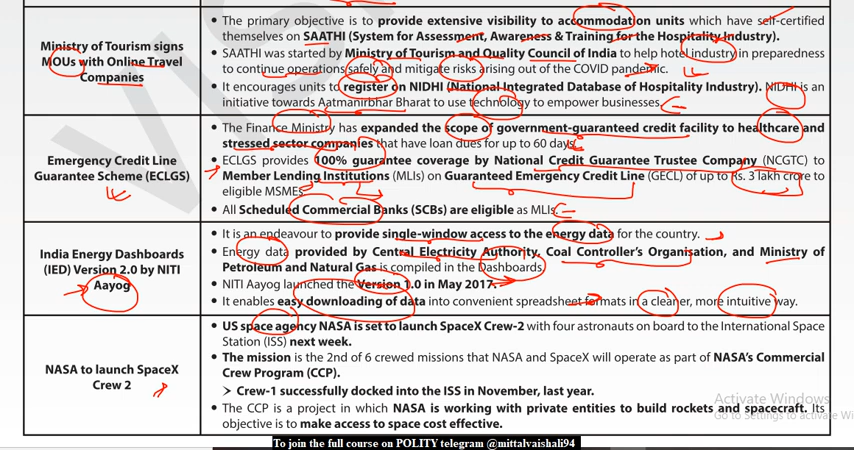 • The primary objective is to provide extensive visibility to accommodation units which have self-certified
themselves on SAATHI (System for Assessment, Awareness & Training for the Hospitality Industry).
Ministry of Tourism signs
MOUs with Online Travel
Companies
• SAATHI was started by Ministry of Tourism and Quality Council of India to help hotel industry in preparedness
to continue operations safely and mitigate risks arising out of the COVID pandemic.
• It encourages units to register on NIDHI (National Integrated Database of Hospitality Industry). NIDHI is an
initiative towards Aatmanirbhar Bharat to use technology to empower businesses.
Emergency Credit Line
Guarantee Scheme (ECLGS)
• The Finance Ministry has expanded the scope of government-guaranteed credit facility to healthcare and
stressed sector companies that have loan dues for up to 60 days.
• ECLGS provides 100% guarantee coverage by National Credit Guarantee Trustee Company (NCGTC) to
Member Lending Institutions (MLIs) on Guaranteed Emergency Credit Line (GECL) of up to Rs. 3 lakh crore to
eligible MSMEs
• All Scheduled Commercial Banks (SCBs) are eligible as MLIs.
India Energy Dashboards
(IED) Version 2.0 by NITI
Aayog
• It is an endeavour to provide single-window access to the energy data for the country.
• Energy data provided by Central Electricity Authority, Coal Controller's Organisation, and Ministry of
Petroleum and Natural Gas is compiled in the Dashboards.
• NITI Aayog launched the Version 1.0 in May 2017.
• It enables easy downloading of data into convenient spreadsheet formats in a cleaner, more intuitive way.
NASA to launch SpaceX
Crew 2
• US space agency NASA is set to launch SpaceX Crew-2 with four astronauts on board to the International Space
Station (ISS) next week.
• The mission is the 2nd of 6 crewed missions that NASA and SpaceX will operate as part of NASA's Commercial
Crew Program (CCP).
➤ Crew-1 successfully docked into the ISS in November, last year.
• The CCP is a project in which NASA is working with private entities to build rockets and spacecraft. Its
objective is to make access to space cost effective.
Activate Windows
Go to Settings to activate Wi
To join the full course on POLITY telegram @mittalvaishali94